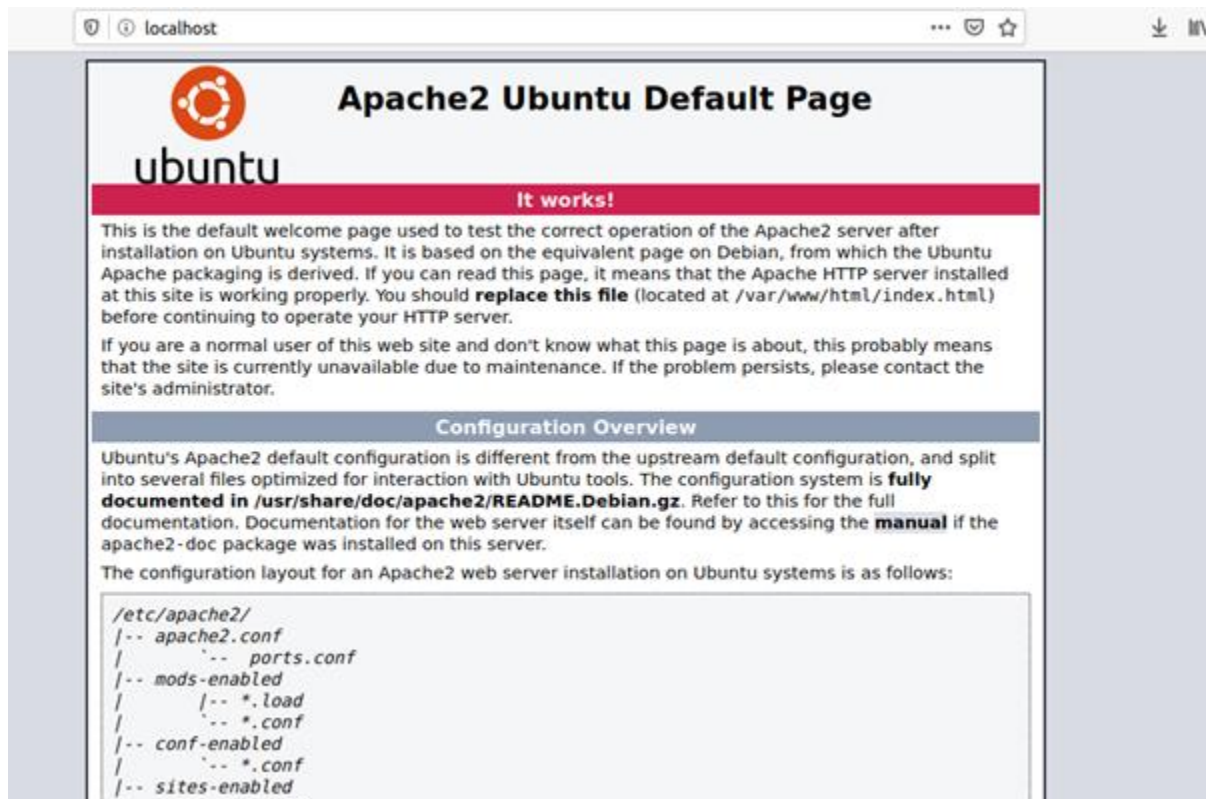 localhost
Apache2 Ubuntu Default Page
ubuntu
It works!
This is the default welcome page used to test the correct operation of the Apache2 server after
installation on Ubuntu systems. It is based on the equivalent page on Debian, from which the Ubuntu
Apache packaging is derived. If you can read this page, it means that the Apache HTTP server installed
at this site is working properly. You should replace this file (located at /var/www/html/index.html)
before continuing to operate your HTTP server.
If you are a normal user of this web site and don't know what this page is about, this probably means
that the site is currently unavailable due to maintenance. If the problem persists, please contact the
site's administrator.
Configuration Overview
Ubuntu's Apache2 default configuration is different from the upstream default configuration, and split
into several files optimized for interaction with Ubuntu tools. The configuration system is fully
documented in /usr/share/doc/apache2/README.Debian.gz. Refer to this for the full
documentation. Documentation for the web server itself can be found by accessing the manual if the
apache2-doc package was installed on this server.
The configuration layout for an Apache2 web server installation on Ubuntu systems is as follows:
/etc/apache2/
|-- apache2.conf
|       `--  ports.conf
|-- mods-enabled
|       |-- *.load
|       `-- *.conf
|-- conf-enabled
|       `-- *.conf
|-- sites-enabled